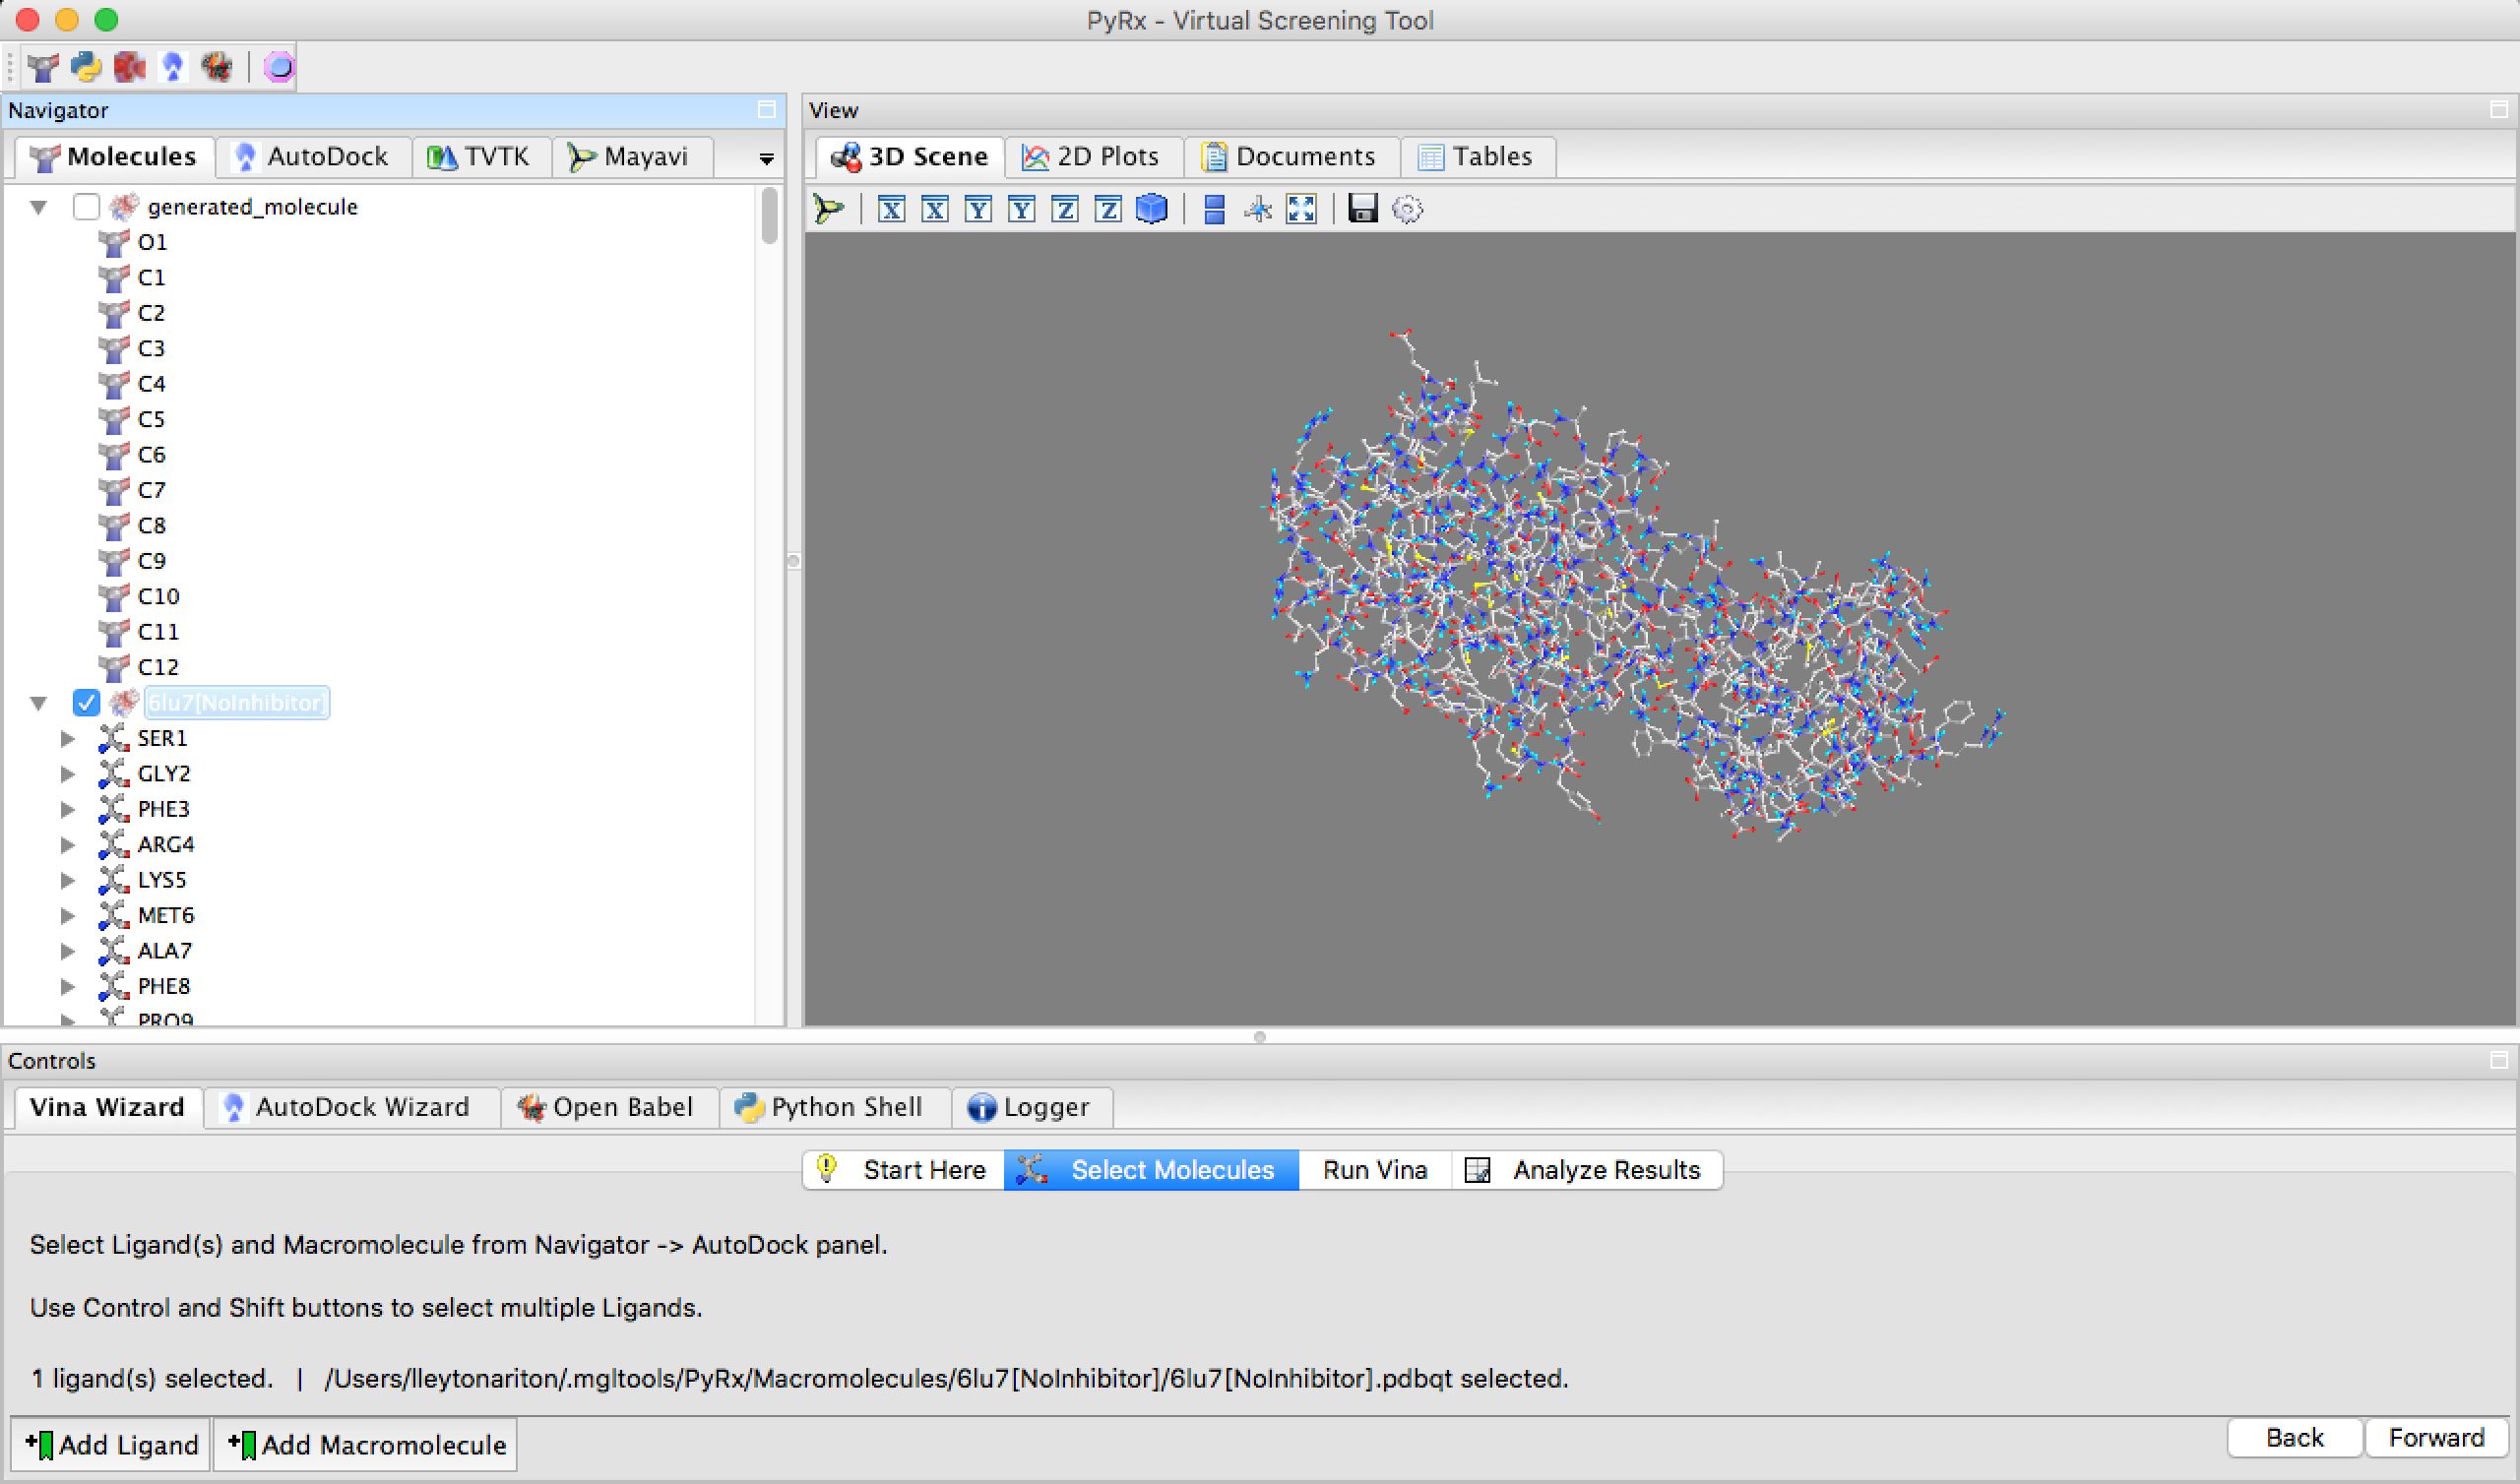 PyRx - Virtual Screening Tool
Navigator
View
Molecules AutoDock TVTK Mayavi
3D Scene 2D Plots Documents Tables
X X Y Y Z Z
generated_molecule
O1
C1
C2
C3
C4
C5
C6
C7
C8
C9
C10
C11
C12
6lu7[NoInhibitor]
SER1
GLY2
PHE3
ARG4
LYS5
MET6
ALA7
PHE8
PRO9
Controls
Vina Wizard AutoDock Wizard Open Babel Python Shell Logger
Start Here Select Molecules Run Vina Analyze Results
Select Ligand(s) and Macromolecule from Navigator -> AutoDock panel.
Use Control and Shift buttons to select multiple Ligands.
1 ligand(s) selected. | /Users/lleytonariton/.mgltools/PyRx/Macromolecules/6lu7[NoInhibitor]/6lu7[NoInhibitor].pdbqt selected.
Add Ligand Add Macromolecule
Back Forward